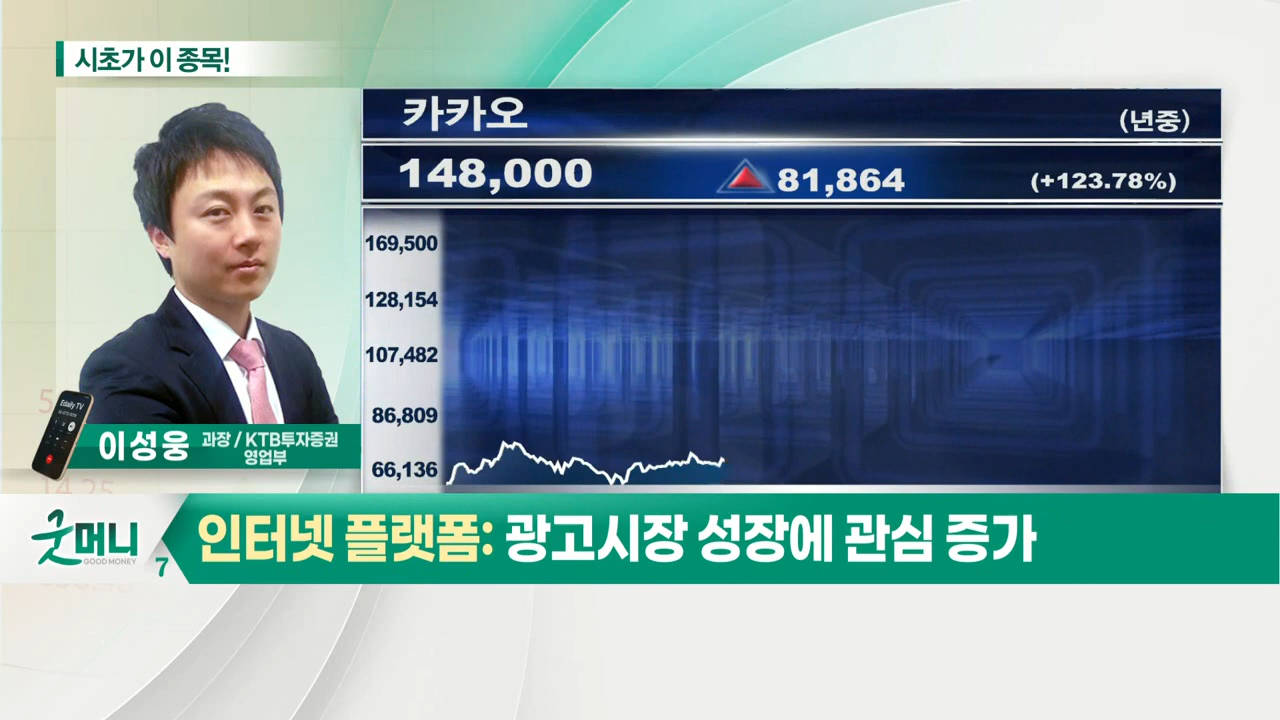 시초가 이 종목!
카카오 (년중)
148,000 ▲ 81,864 (+123.78%)
169,500
128,154
107,482
86,809
66,136
Edaily TV
이성웅 과장 / KTB투자증권
영업부
굿머니
GOOD MONEY
7
인터넷 플랫폼: 광고시장 성장에 관심 증가